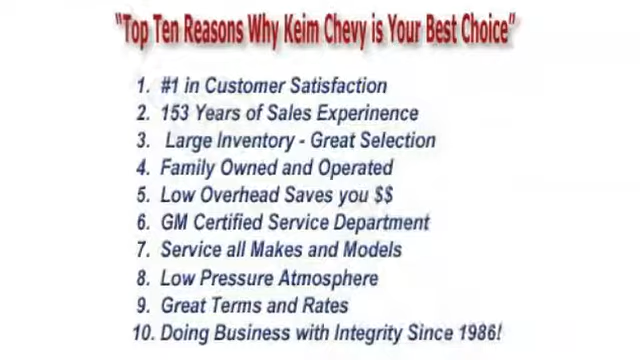 "Top Ten Reasons Why Keim Chevy is Your Best Choice"
1. #1 in Customer Satisfaction
2. 153 Years of Sales Experinence
3. Large Inventory - Great Selection
4. Family Owned and Operated
5. Low Overhead Saves you $$
6. GM Certified Service Department
7. Service all Makes and Models
8. Low Pressure Atmosphere
9. Great Terms and Rates
10. Doing Business with Integrity Since 1986!